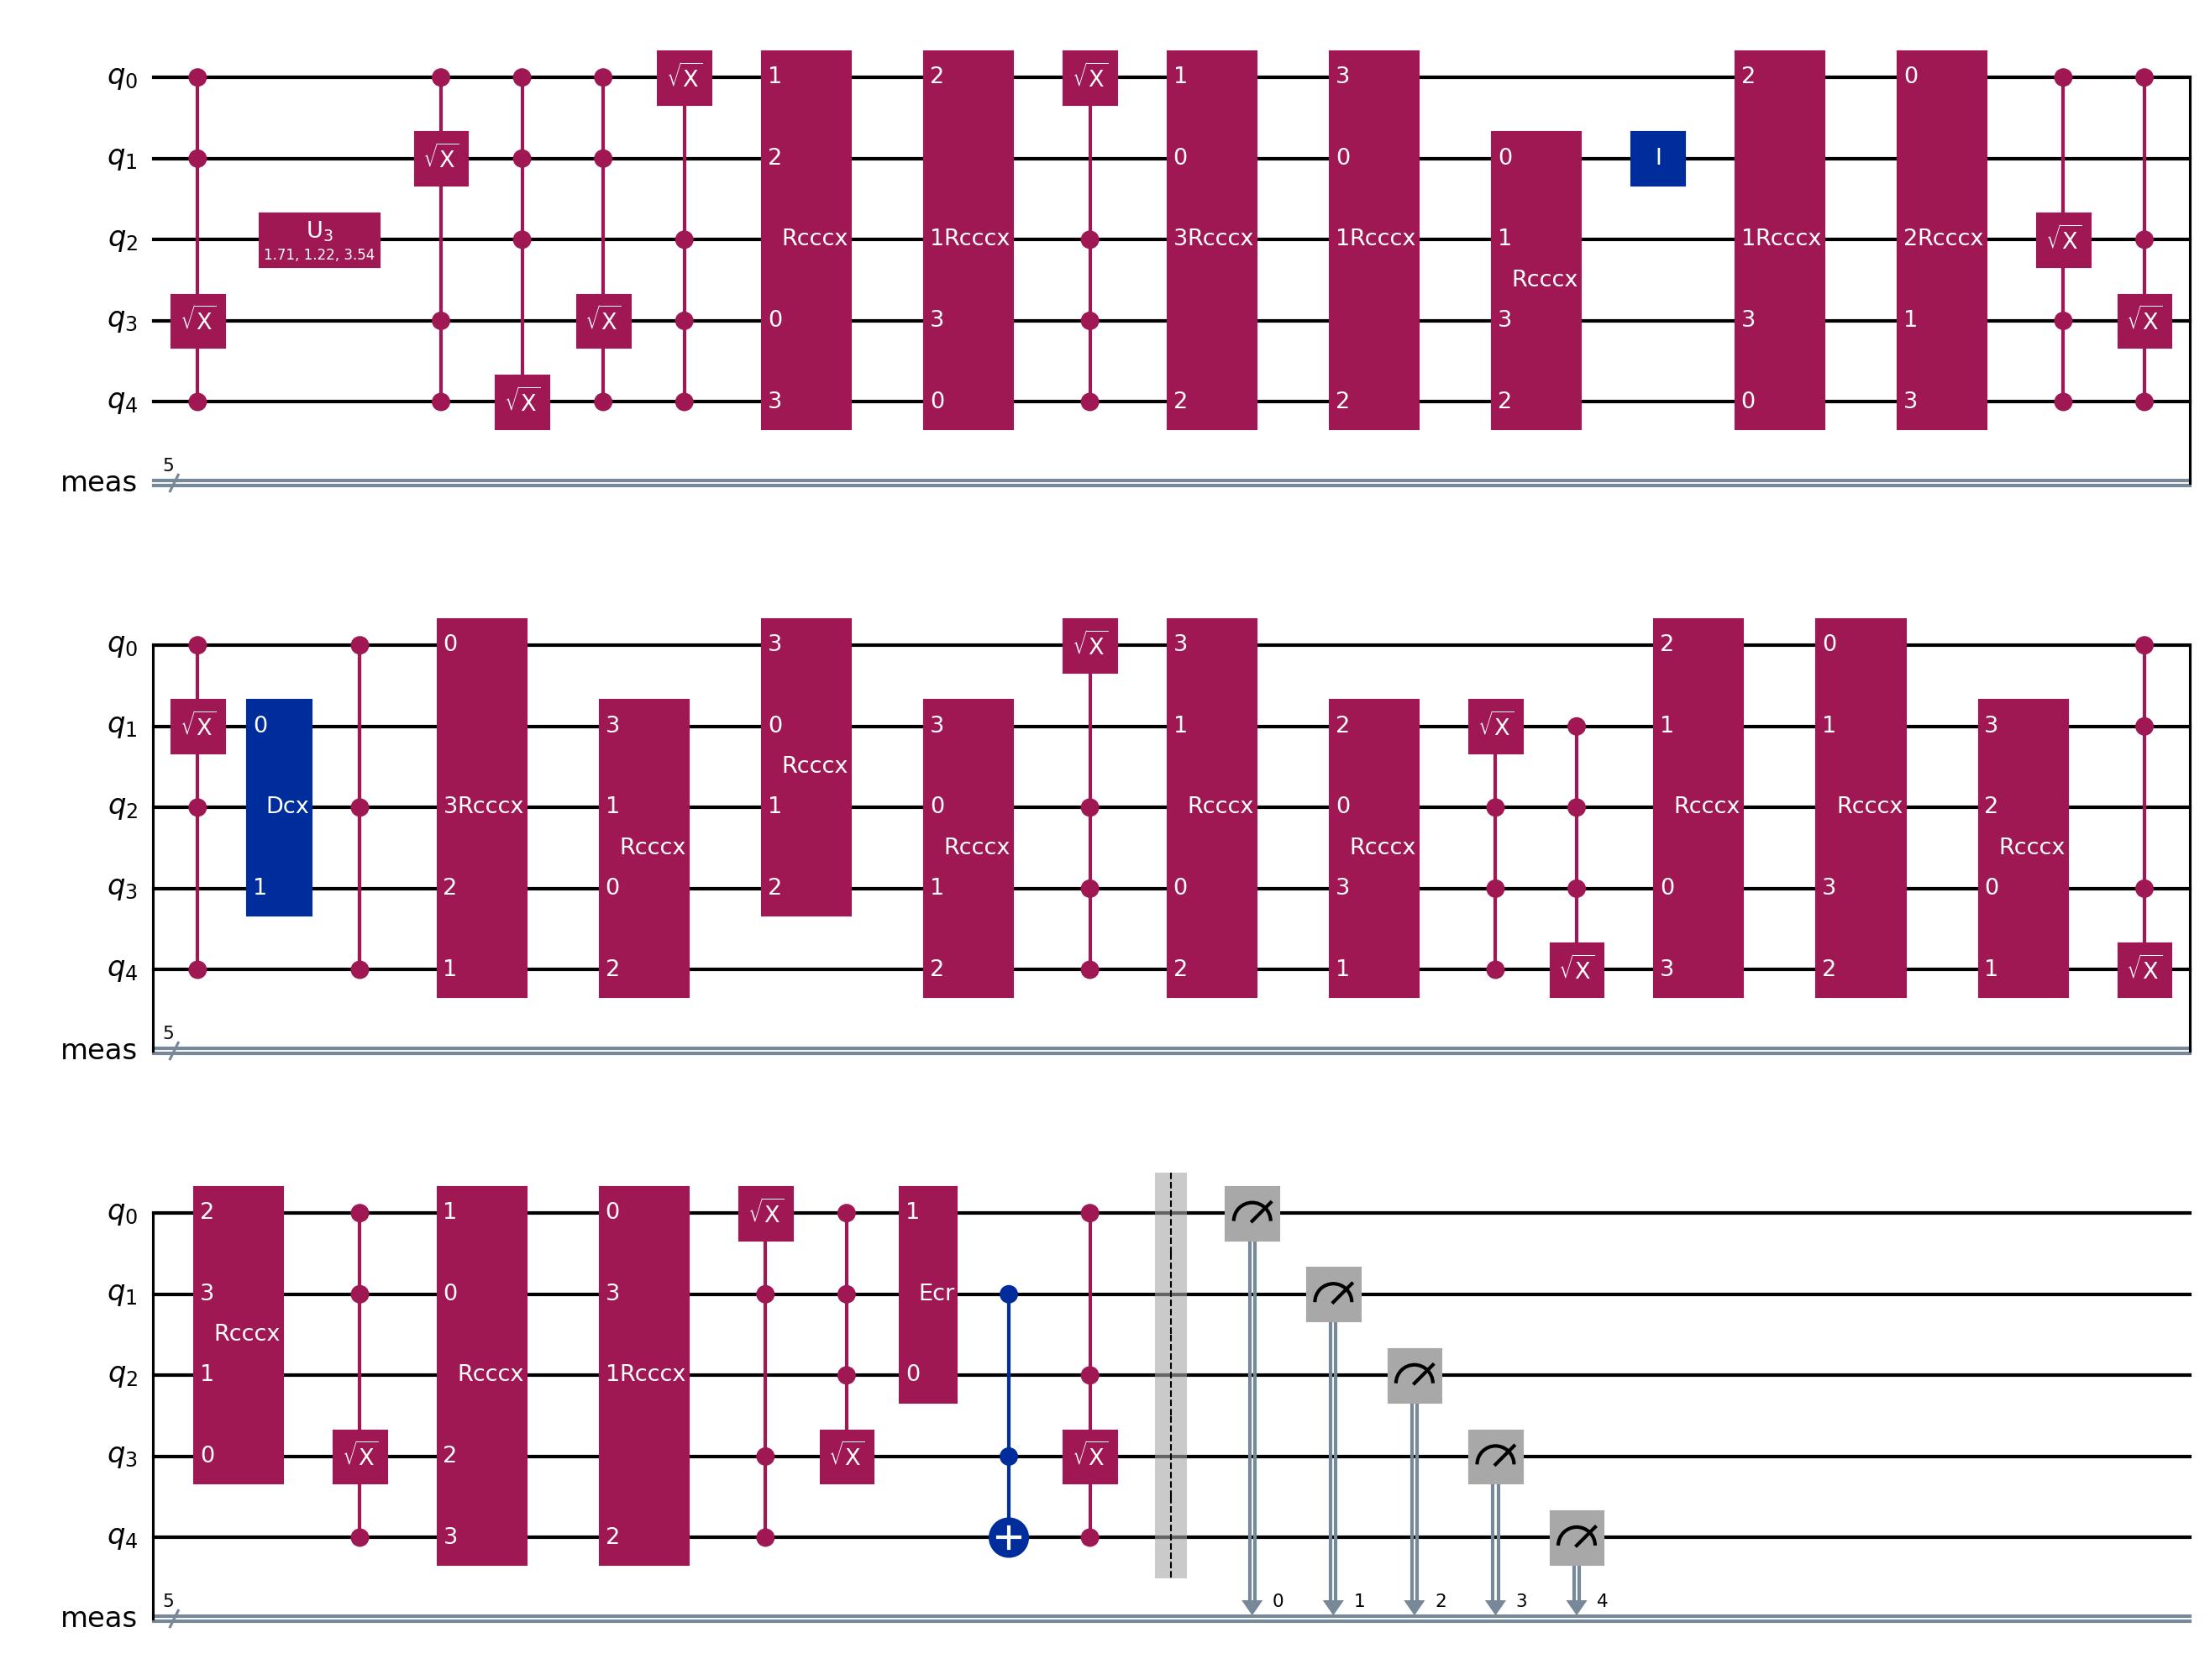 q0 √X 1 2 √X 1 3 2 0
q1 √X 2 0 0 0 I
q2 U3 Rcccx 1Rcccx 3Rcccx 1Rcccx 1 1Rcccx 2Rcccx √X
1.71, 1.22, 3.54 Rcccx
q3 √X √X 0 3 3 3 1 √X
q4 √X 3 0 2 2 2 0 3
5
meas
q0 0 3 √X 3 2 0
q1 √X 0 3 0 3 1 2 √X 1 1 3
Rcccx
q2 Dcx 3Rcccx 1 1 0 Rcccx 0 Rcccx Rcccx 2
Rcccx Rcccx Rcccx Rcccx
q3 1 2 0 2 1 0 3 0 3 0
q4 1 2 2 2 1 √X 3 2 1 √X
5
meas
q0 2 1 0 √X 1
q1 3 0 3 Ecr
Rcccx
q2 1 Rcccx 1Rcccx 0
q3 0 √X 2 √X √X
q4 3 2
5 0 1 2 3 4
meas